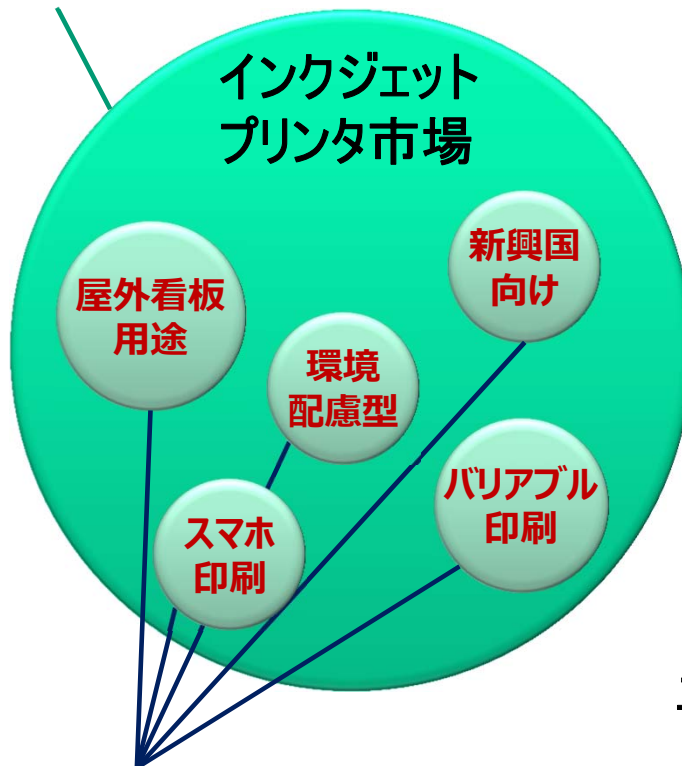 インクジェット
プリンタ市場
新興国
向け
屋外看板
用途
環境
配慮型
バリアブル
印刷
スマホ
印刷